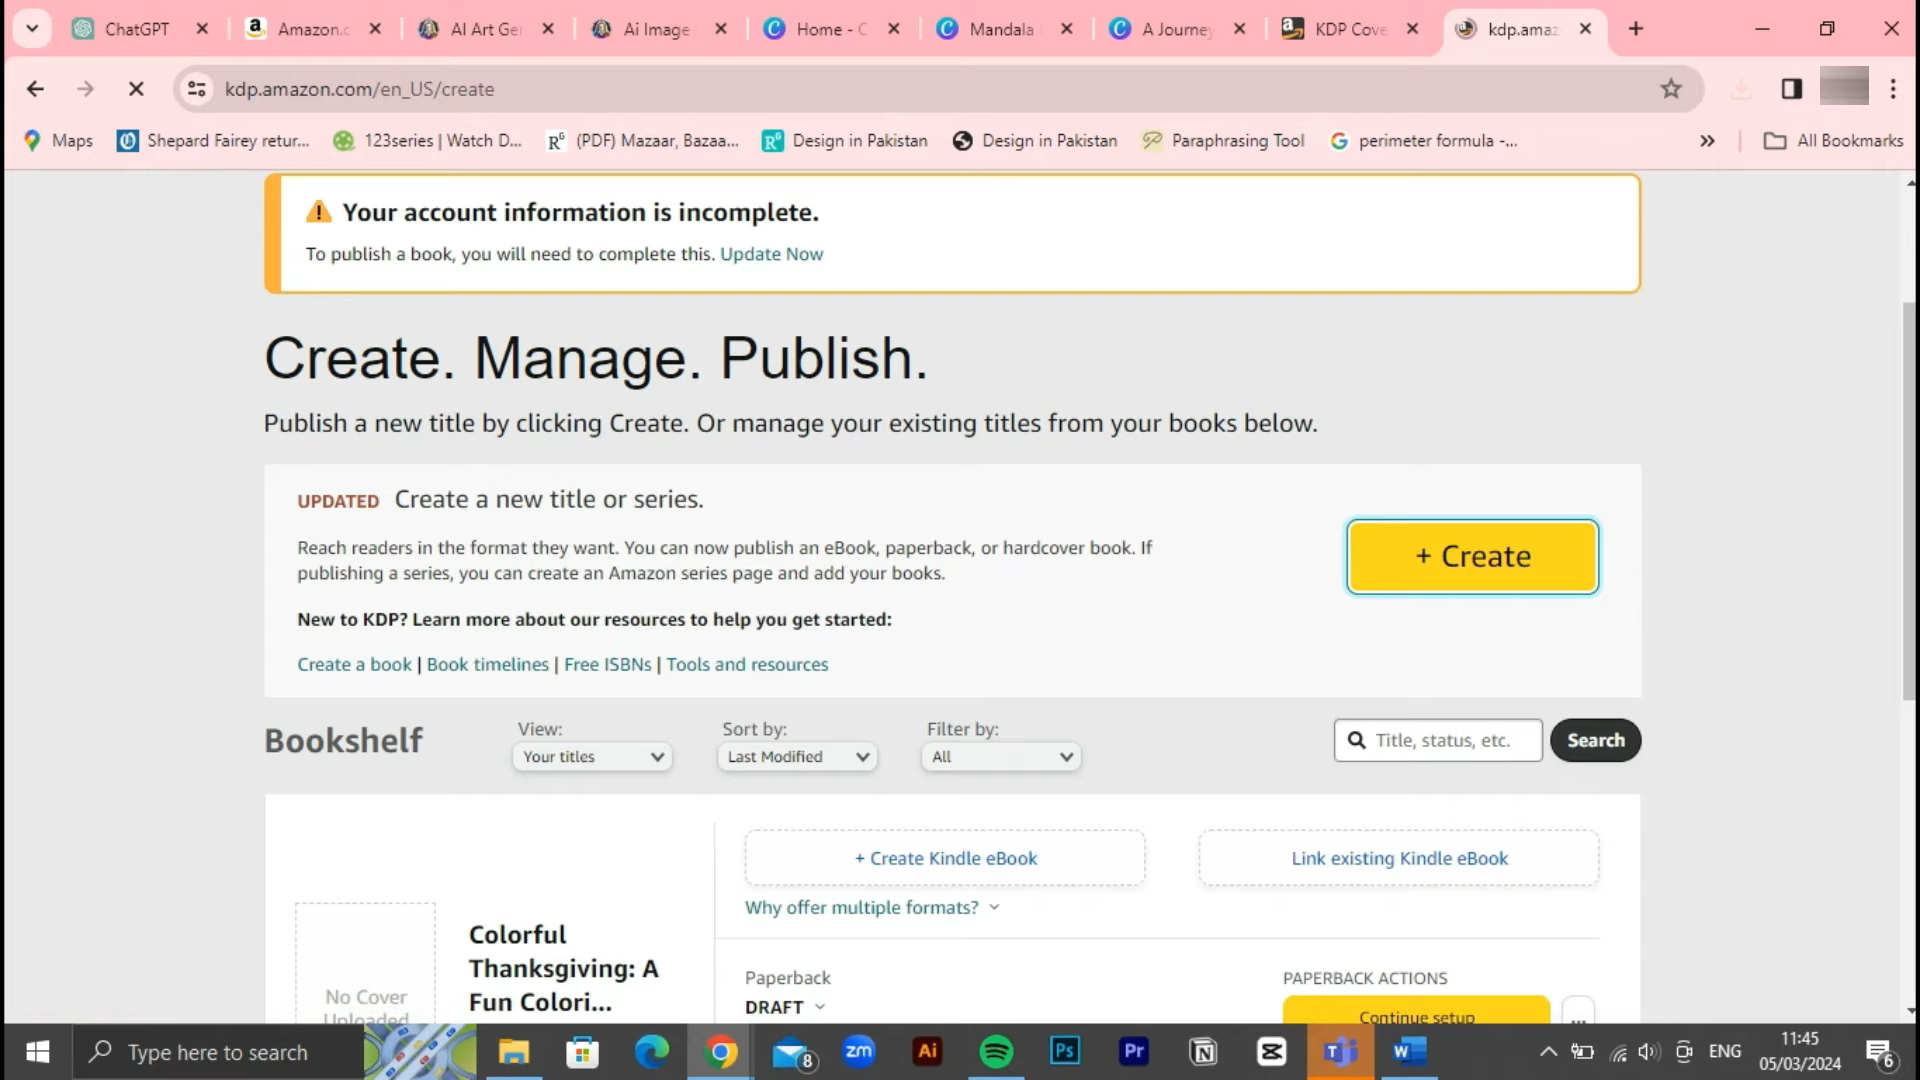 ChatGPT
Amazon.c
AI Art Ge
Ai Image
Home - C
Mandala
A Journey
KDP Cove
kdp.amaz
kdp.amazon.com/en_US/create
Maps
Shepard Fairey retur...
123series | Watch D...
(PDF) Mazaar, Bazaa...
Design in Pakistan
Design in Pakistan
Paraphrasing Tool
perimeter formula -...
All Bookmarks
Your account information is incomplete.
To publish a book, you will need to complete this. Update Now
Create. Manage. Publish.
Publish a new title by clicking Create. Or manage your existing titles from your books below.
UPDATED Create a new title or series.
Reach readers in the format they want. You can now publish an eBook, paperback, or hardcover book. If
publishing a series, you can create an Amazon series page and add your books.
+ Create
New to KDP? Learn more about our resources to help you get started:
Create a book | Book timelines | Free ISBNs | Tools and resources
Bookshelf
View:
Your titles
Sort by:
Last Modified
Filter by:
All
Title, status, etc.
Search
+ Create Kindle eBook
Link existing Kindle eBook
Why offer multiple formats?
Colorful
Thanksgiving: A
Fun Colori...
No Cover
Uploaded
Paperback
DRAFT
PAPERBACK ACTIONS
Continue setup
...
Type here to search
8
zm
Ai
Ps
Pr
ENG
11:45
05/03/2024
6